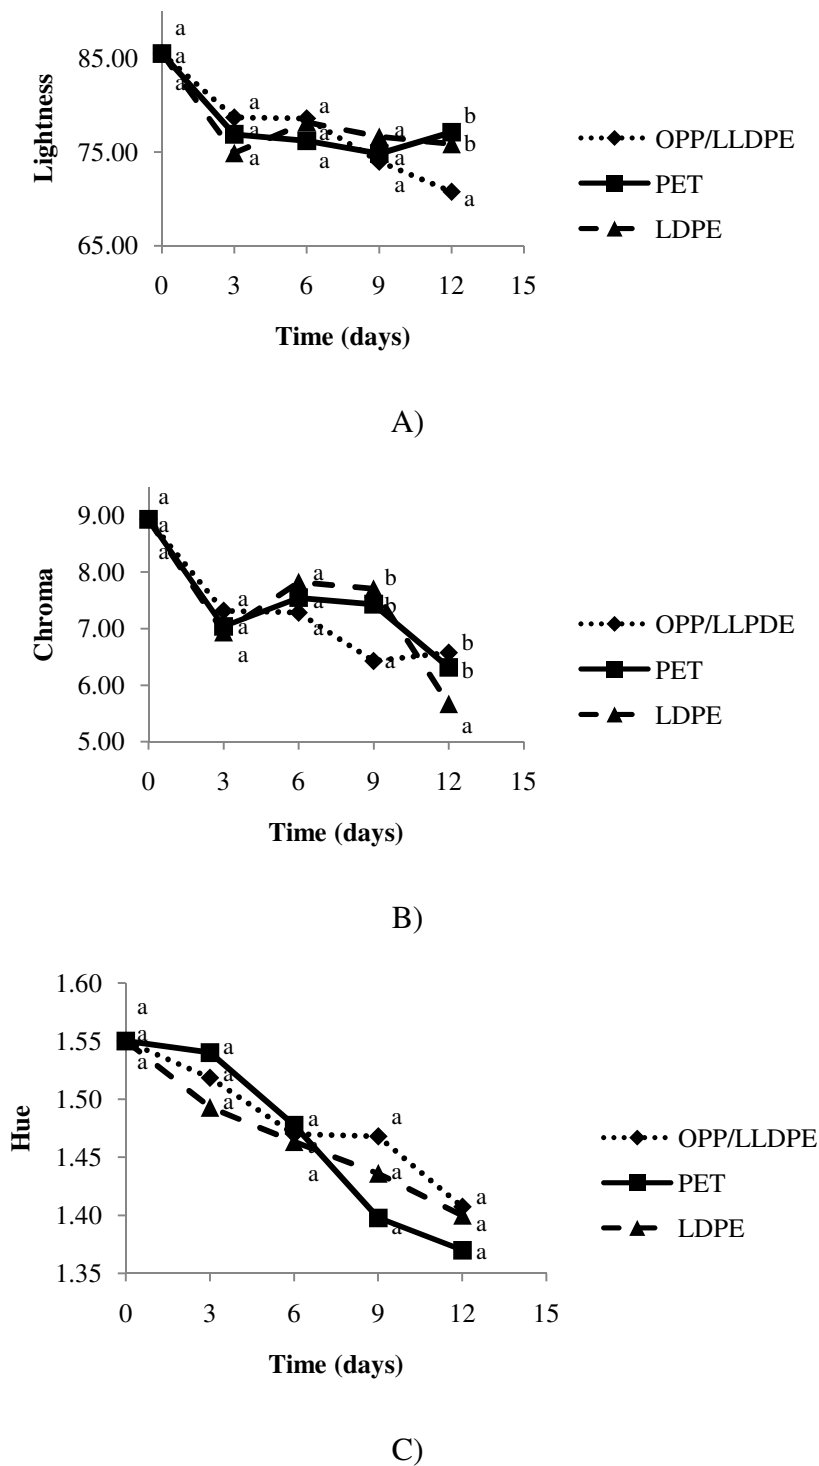 a
85.00
a
a
a
a
b
75.00
a
a
a
b
a
a
a
a
a
65.00
0 3 6 9 12 15
Lightness
Time (days)
OPP/LLDPE
PET
LDPE
A)
a
9.00
a
a
8.00
a
b
a
a
b
7.00
a
a
b
a
a
b
6.00
a
5.00
0 3 6 9 12 15
Chroma
Time (days)
OPP/LLPDE
PET
LDPE
B)
1.60
a
1.55
a
a
a
a
1.50
a
a
a
1.45
a
a
a
1.40
a
a
a
1.35
0 3 6 9 12 15
Hue
Time (days)
OPP/LLDPE
PET
LDPE
C)